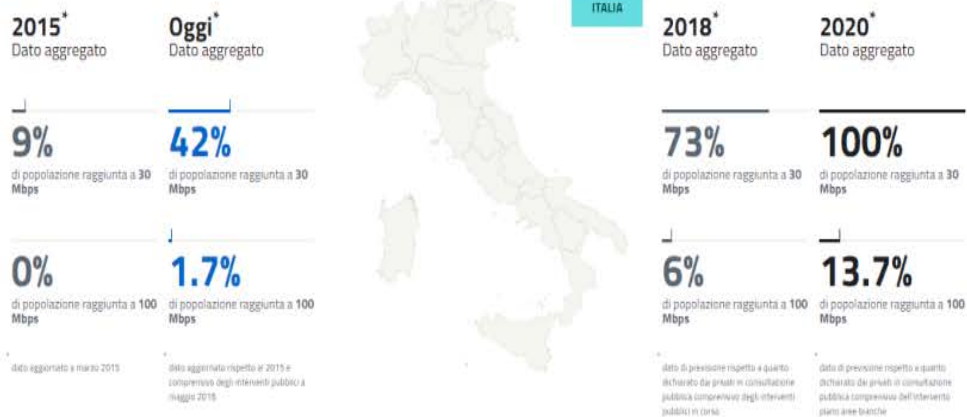 2015*
Dato aggregato
9%
di popolazione raggiunta a 30
Mbps
0%
di popolazione raggiunta a 100
Mbps
*
dato aggiornato a marzo 2015
Oggi*
Dato aggregato
42%
di popolazione raggiunta a 30
Mbps
1.7%
di popolazione raggiunta a 100
Mbps
*
dato aggiornato rispetto al 2015 e
comprensivo degli interventi pubblici a
maggio 2016
ITALIA
2018*
Dato aggregato
73%
di popolazione raggiunta a 30
Mbps
6%
di popolazione raggiunta a 100
Mbps
*
dato di previsione rispetto a quanto
dichiarato dai privati in consultazione
pubblica comprensivo degli interventi
pubblici in corso
2020*
Dato aggregato
100%
di popolazione raggiunta a 30
Mbps
13.7%
di popolazione raggiunta a 100
Mbps
*
dato di previsione rispetto a quanto
dichiarato dai privati in consultazione
pubblica comprensivo dell'intervento
piano aree bianche